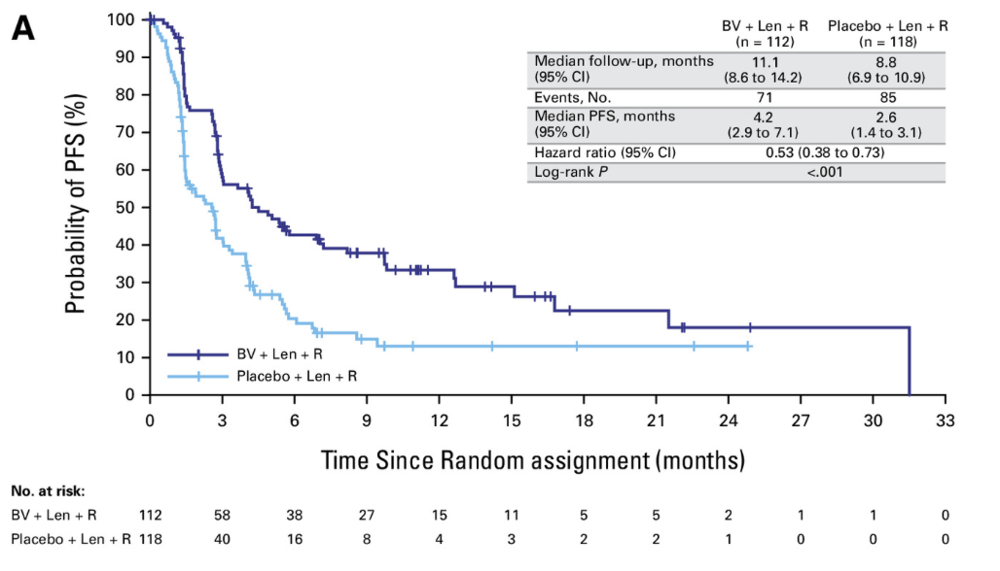 A
BV + Len + R Placebo + Len + R
(n = 112) (n = 118)
Median follow-up, months 11.1 8.8
(95% CI) (8.6 to 14.2) (6.9 to 10.9)
Events, No. 71 85
Median PFS, months 4.2 2.6
(95% CI) (2.9 to 7.1) (1.4 to 3.1)
Hazard ratio (95% CI) 0.53 (0.38 to 0.73)
Log-rank P <.001
Probability of PFS (%)
100
90
80
70
60
50
40
30
20
10
0
BV + Len + R
Placebo + Len + R
0 3 6 9 12 15 18 21 24 27 30 33
Time Since Random assignment (months)
No. at risk:
BV + Len + R 112 58 38 27 15 11 5 5 2 1 1 0
Placebo + Len + R 118 40 16 8 4 3 2 2 1 0 0 0